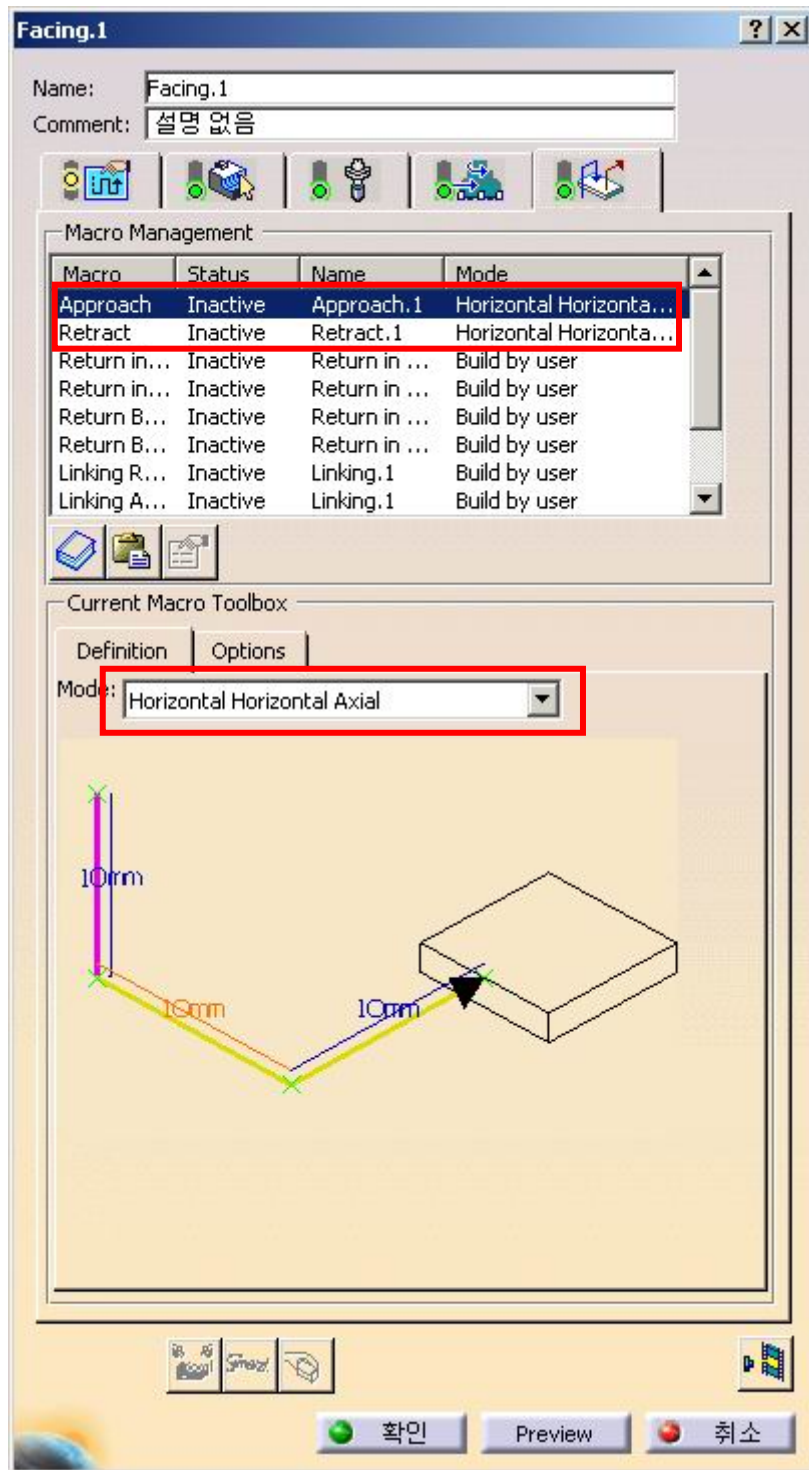 Facing.1
Name: Facing.1
Comment: 설명 없음
Macro Management
Macro Status Name Mode
Approach Inactive Approach.1 Horizontal Horizonta...
Retract Inactive Retract.1 Horizontal Horizonta...
Return in... Inactive Return in ... Build by user
Return in... Inactive Return in ... Build by user
Return B... Inactive Return in ... Build by user
Return B... Inactive Return in ... Build by user
Linking R... Inactive Linking.1 Build by user
Linking A... Inactive Linking.1 Build by user
Current Macro Toolbox
Definition Options
Mode: Horizontal Horizontal Axial
10mm
10mm 10mm
확인 Preview 취소